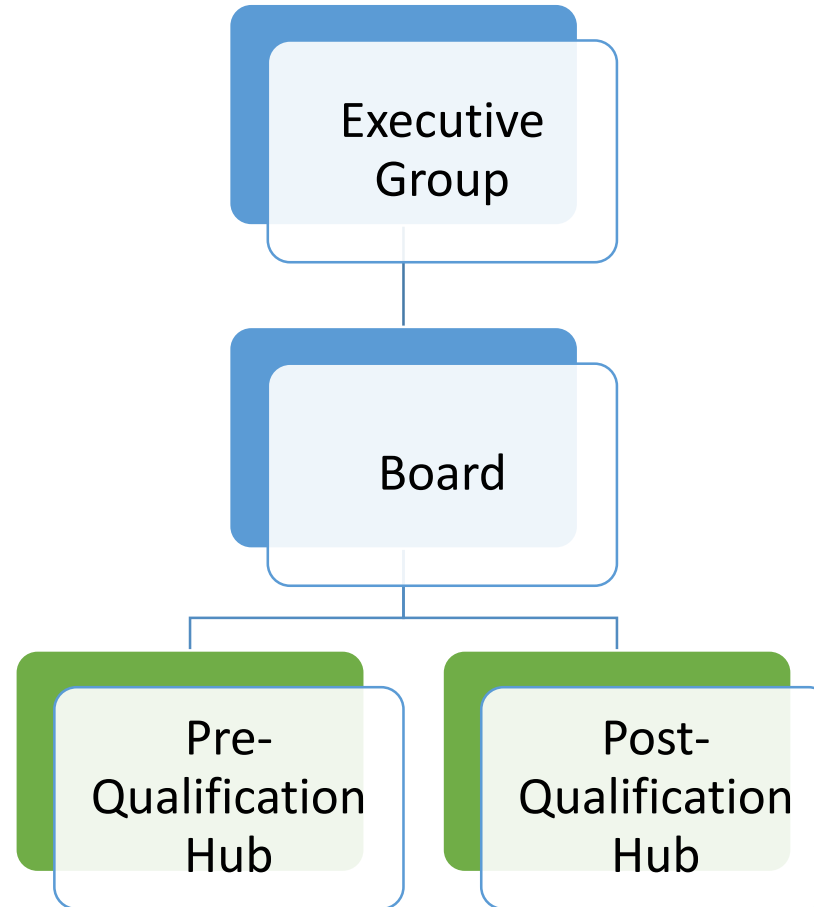 Executive
Group
Board
Pre-
Qualification
Hub
Post-
Qualification
Hub